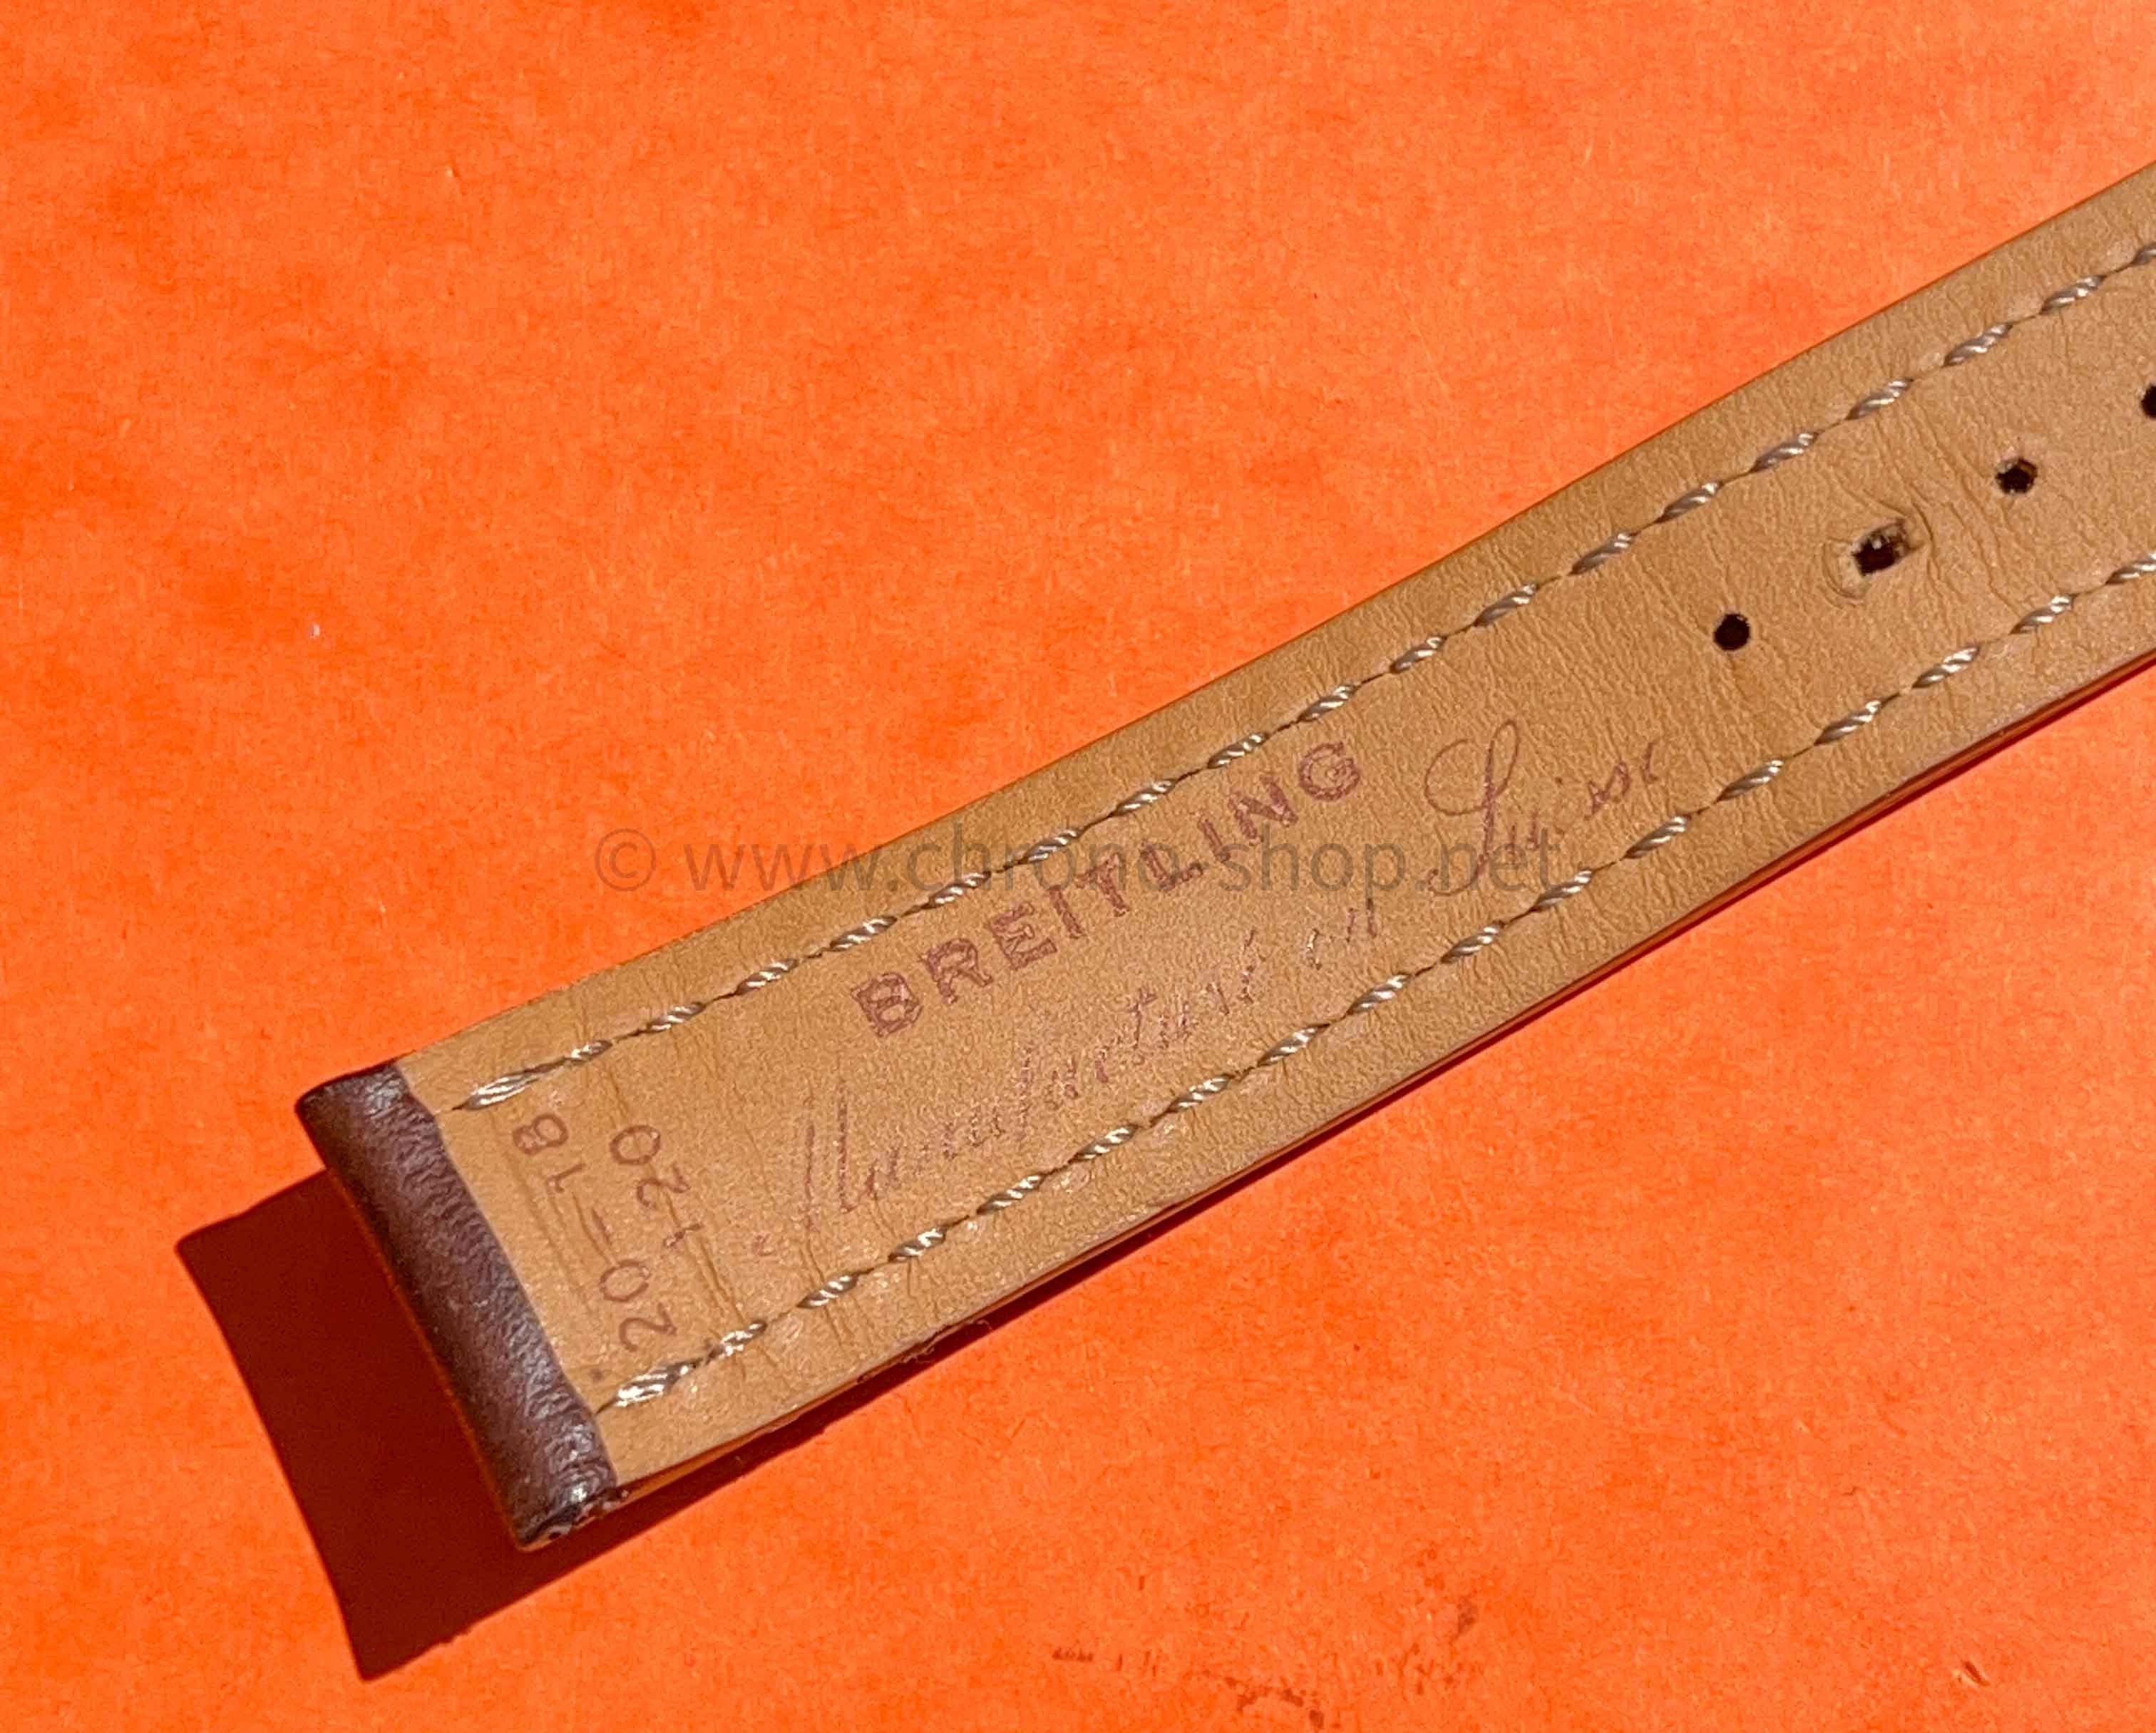 BREITLING
Manufacturé en Suisse
20-18
120
© www.chrono-shop.net